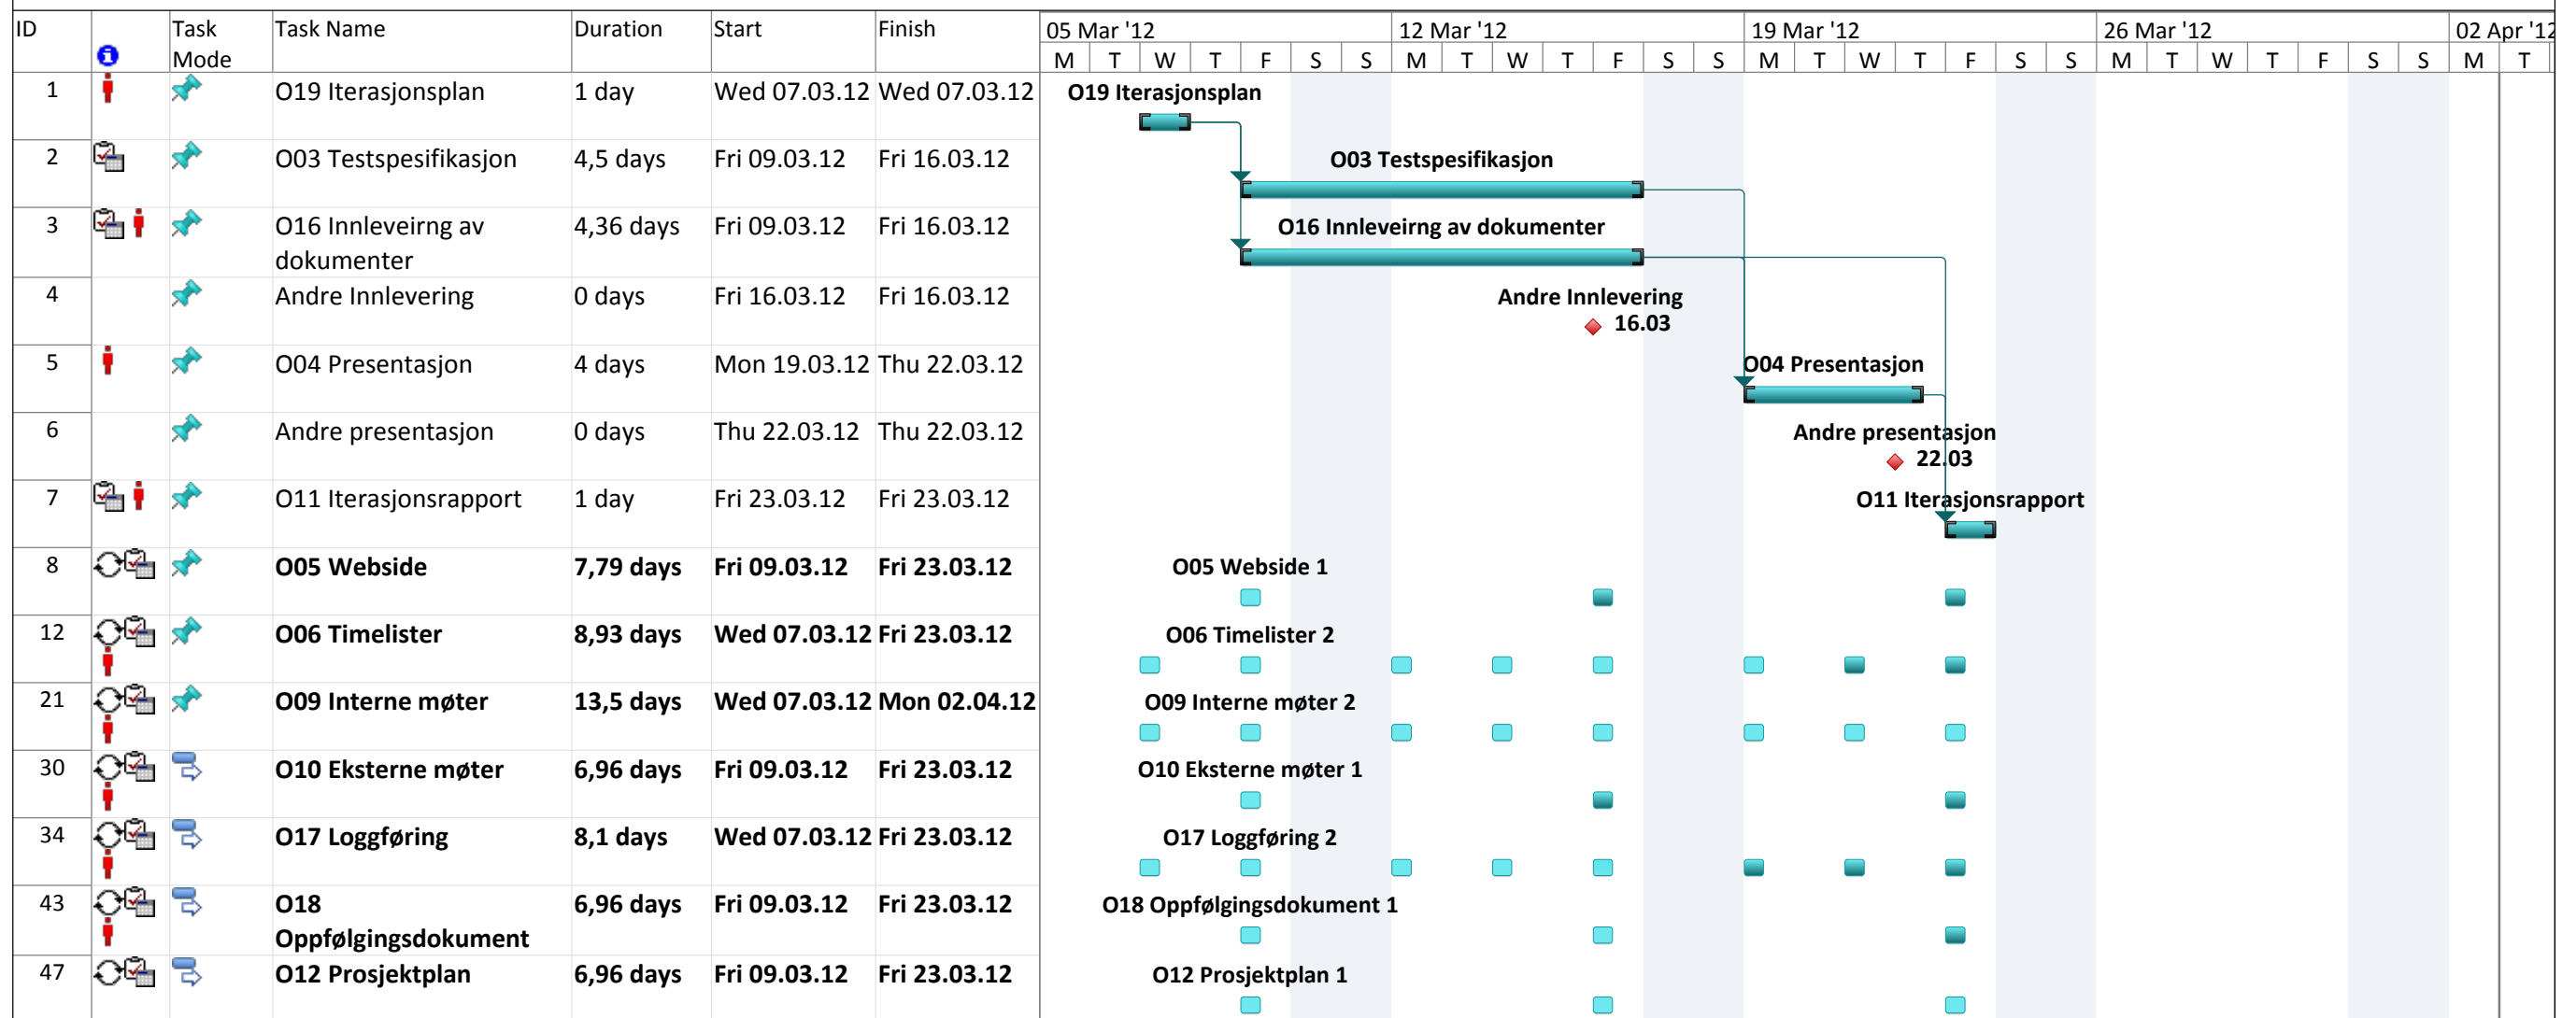 ID Task Mode Task Name Duration Start Finish 05 Mar '12 12 Mar '12 19 Mar '12 26 Mar '12 02 Apr '12
M T W T F S S M T W T F S S M T W T F S S M T W T F S S M T
1 O19 Iterasjonsplan 1 day Wed 07.03.12 Wed 07.03.12 O19 Iterasjonsplan
2 O03 Testspesifikasjon 4,5 days Fri 09.03.12 Fri 16.03.12 O03 Testspesifikasjon
3 O16 Innleveirng av 4,36 days Fri 09.03.12 Fri 16.03.12 O16 Innleveirng av dokumenter
dokumenter
4 Andre Innlevering 0 days Fri 16.03.12 Fri 16.03.12 Andre Innlevering
16.03
5 O04 Presentasjon 4 days Mon 19.03.12 Thu 22.03.12 O04 Presentasjon
6 Andre presentasjon 0 days Thu 22.03.12 Thu 22.03.12 Andre presentasjon
22.03
7 O11 Iterasjonsrapport 1 day Fri 23.03.12 Fri 23.03.12 O11 Iterasjonsrapport
8 O05 Webside 7,79 days Fri 09.03.12 Fri 23.03.12 O05 Webside 1
12 O06 Timelister 8,93 days Wed 07.03.12 Fri 23.03.12 O06 Timelister 2
21 O09 Interne møter 13,5 days Wed 07.03.12 Mon 02.04.12 O09 Interne møter 2
30 O10 Eksterne møter 6,96 days Fri 09.03.12 Fri 23.03.12 O10 Eksterne møter 1
34 O17 Loggføring 8,1 days Wed 07.03.12 Fri 23.03.12 O17 Loggføring 2
43 O18 6,96 days Fri 09.03.12 Fri 23.03.12 O18 Oppfølgingsdokument 1
Oppfølgingsdokument
47 O12 Prosjektplan 6,96 days Fri 09.03.12 Fri 23.03.12 O12 Prosjektplan 1